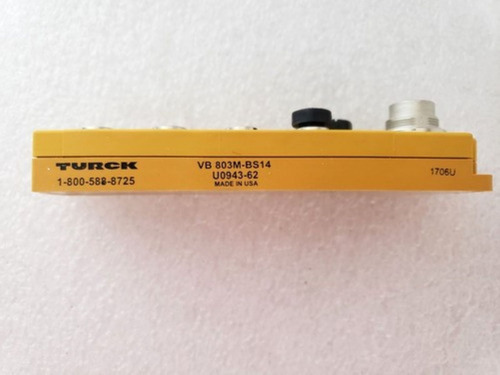 TURCK
1-800-588-8725
VB 803M-BS14
U0943-62
MADE IN USA
1706U